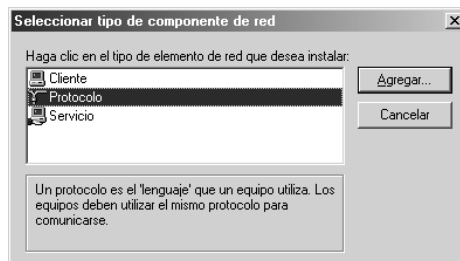 Seleccionar tipo de componente de red
Haga clic en el tipo de elemento de red que desea instalar:
Cliente
Protocolo
Servicio
Agregar...
Cancelar
Un protocolo es el 'lenguaje' que un equipo utiliza. Los
equipos deben utilizar el mismo protocolo para
comunicarse.